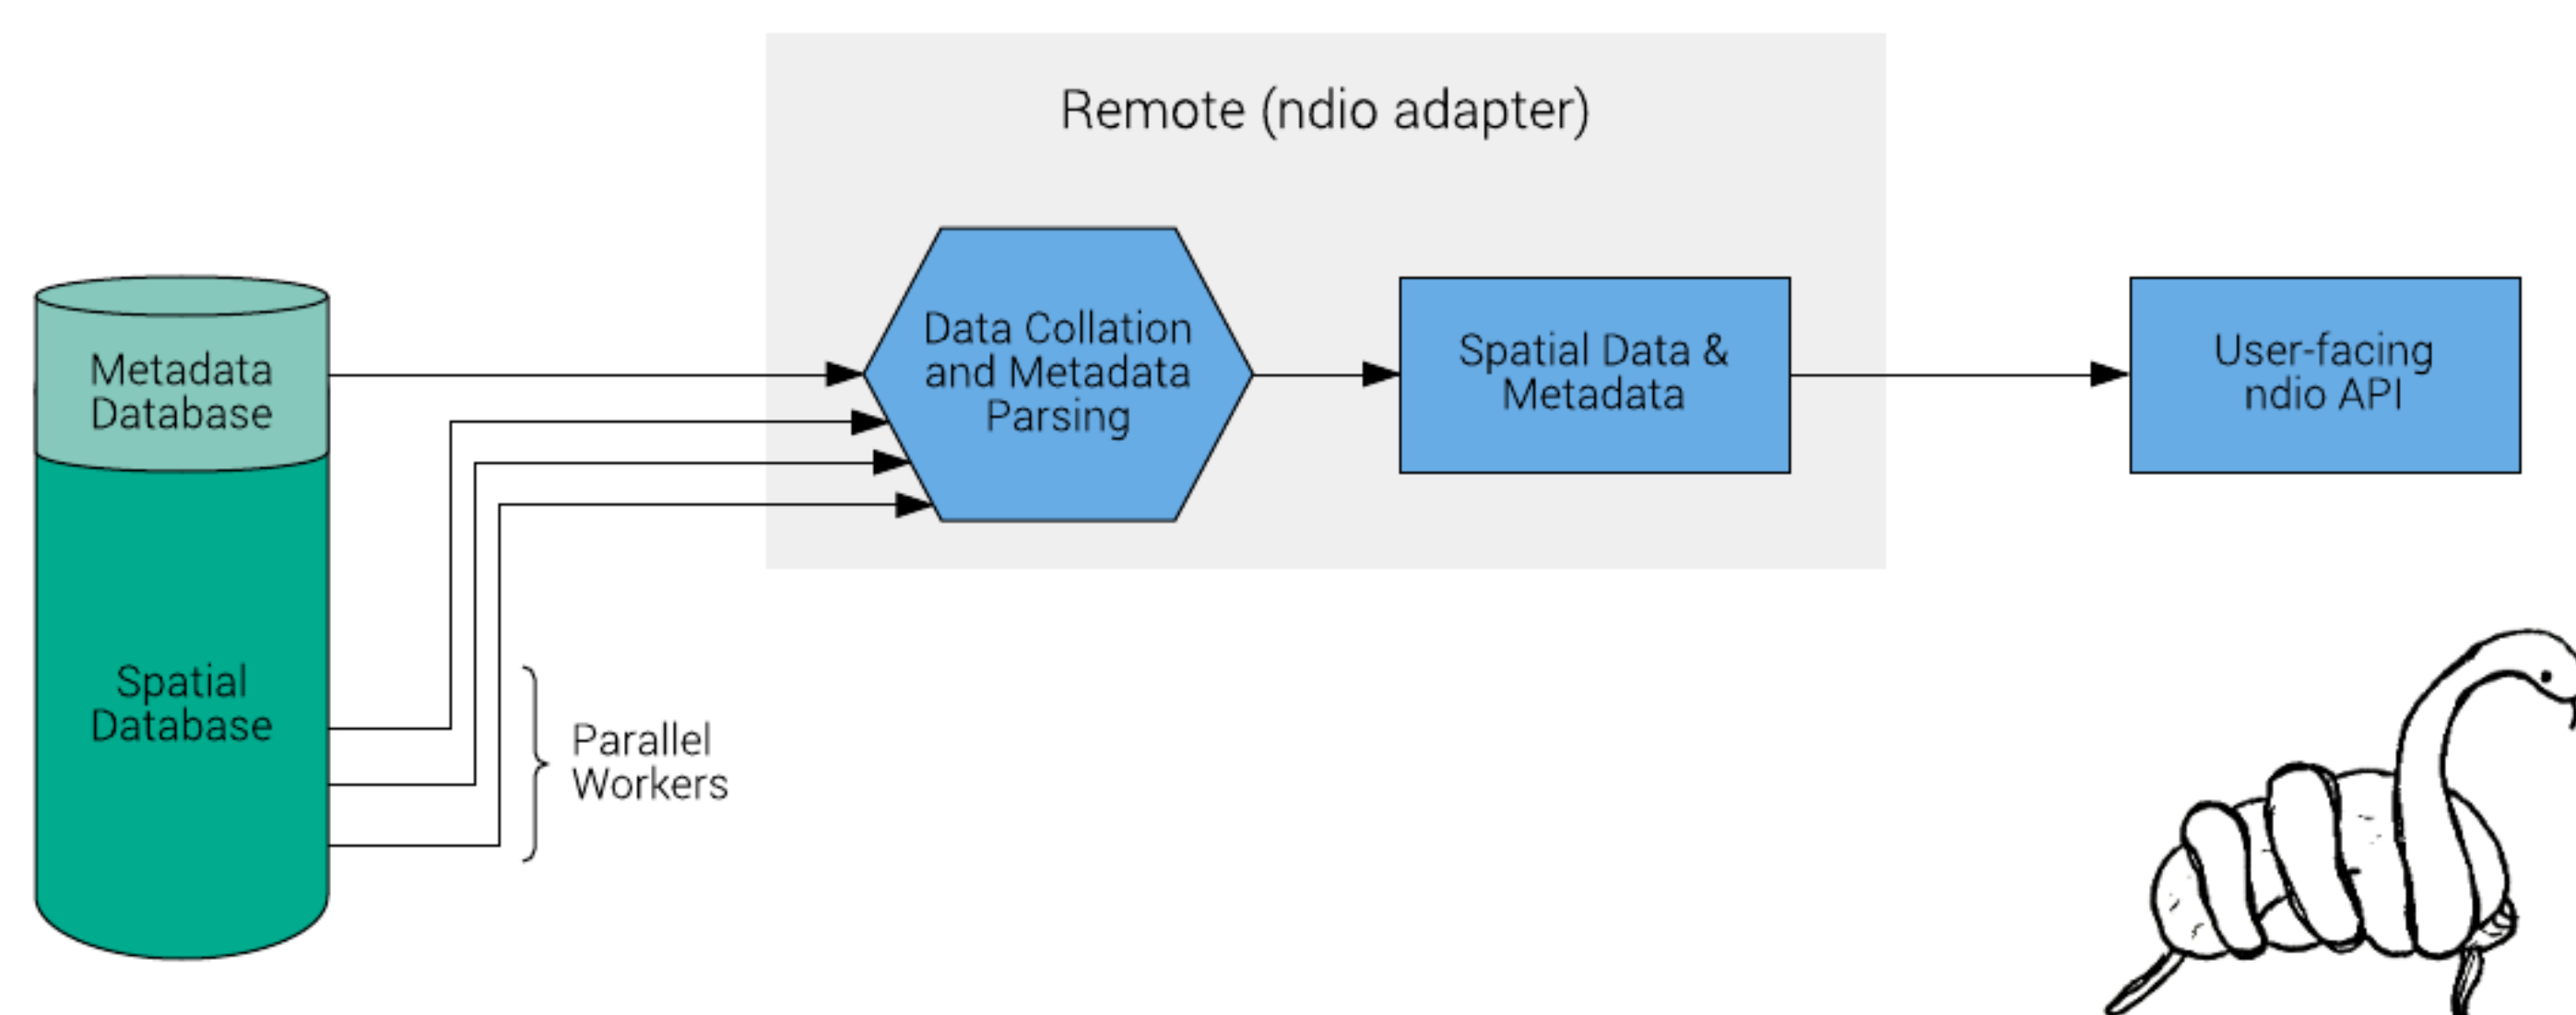 Remote (ndio adapter)
Metadata
Database
Data Collation
and Metadata
Parsing
Spatial Data &
Metadata
User-facing
ndio API
Spatial
Database
Parallel
Workers